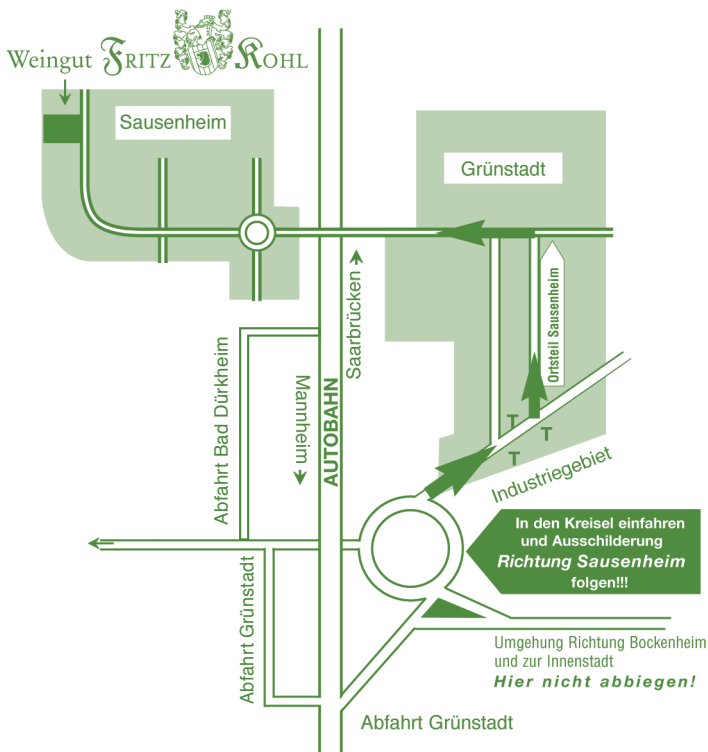 Weingut FRITZ KOHL
Sausenheim
Grünstadt
Saarbrücken
Ortsteil Sausenheim
Abfahrt Bad Dürkheim
Mannheim
AUTOBAHN
T
T
T
Industriegebiet
In den Kreisel einfahren
und Ausschilderung
Richtung Sausenheim
folgen!!!
Abfahrt Grünstadt
Umgehung Richtung Bockenheim
und zur Innenstadt
Hier nicht abbiegen!
Abfahrt Grünstadt